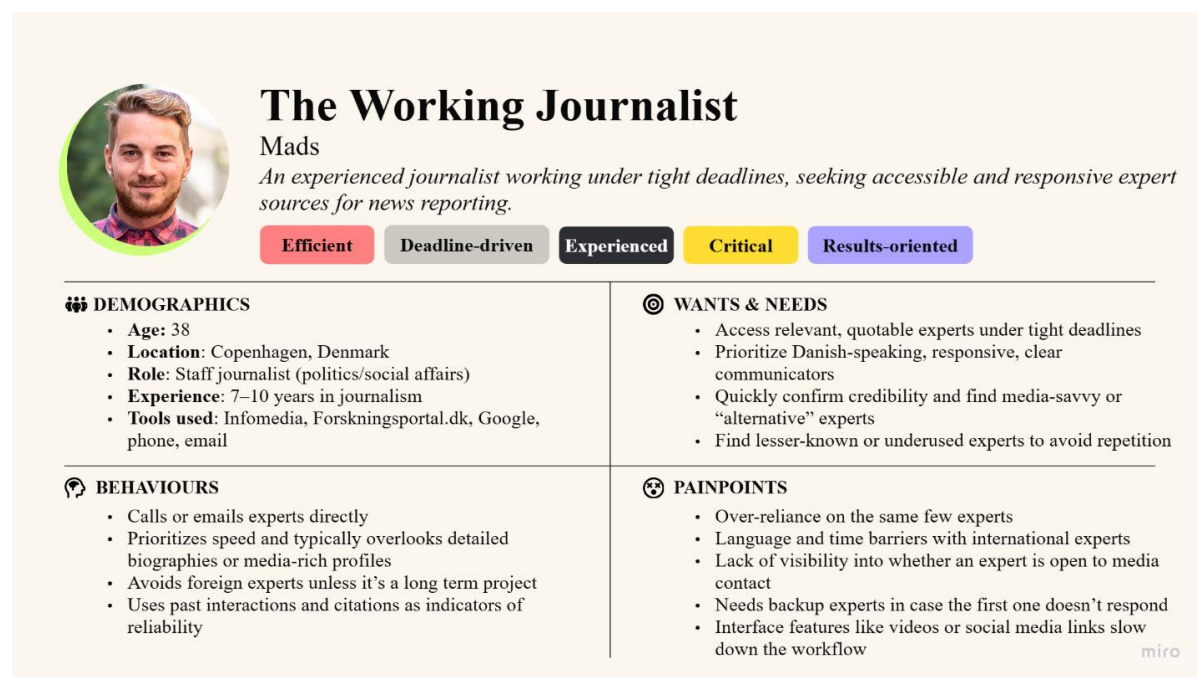 The Working Journalist
Mads
An experienced journalist working under tight deadlines, seeking accessible and responsive expert
sources for news reporting.
Efficient
Deadline-driven
Experienced
Critical
Results-oriented
DEMOGRAPHICS
• Age: 38
• Location: Copenhagen, Denmark
• Role: Staff journalist (politics/social affairs)
• Experience: 7–10 years in journalism
• Tools used: Infomedia, Forskningsportal.dk, Google,
phone, email
WANTS & NEEDS
• Access relevant, quotable experts under tight deadlines
• Prioritize Danish-speaking, responsive, clear
communicators
• Quickly confirm credibility and find media-savvy or
“alternative” experts
• Find lesser-known or underused experts to avoid repetition
BEHAVIOURS
• Calls or emails experts directly
• Prioritizes speed and typically overlooks detailed
biographies or media-rich profiles
• Avoids foreign experts unless it’s a long term project
• Uses past interactions and citations as indicators of
reliability
PAINPOINTS
• Over-reliance on the same few experts
• Language and time barriers with international experts
• Lack of visibility into whether an expert is open to media
contact
• Needs backup experts in case the first one doesn’t respond
• Interface features like videos or social media links slow
down the workflow
miro